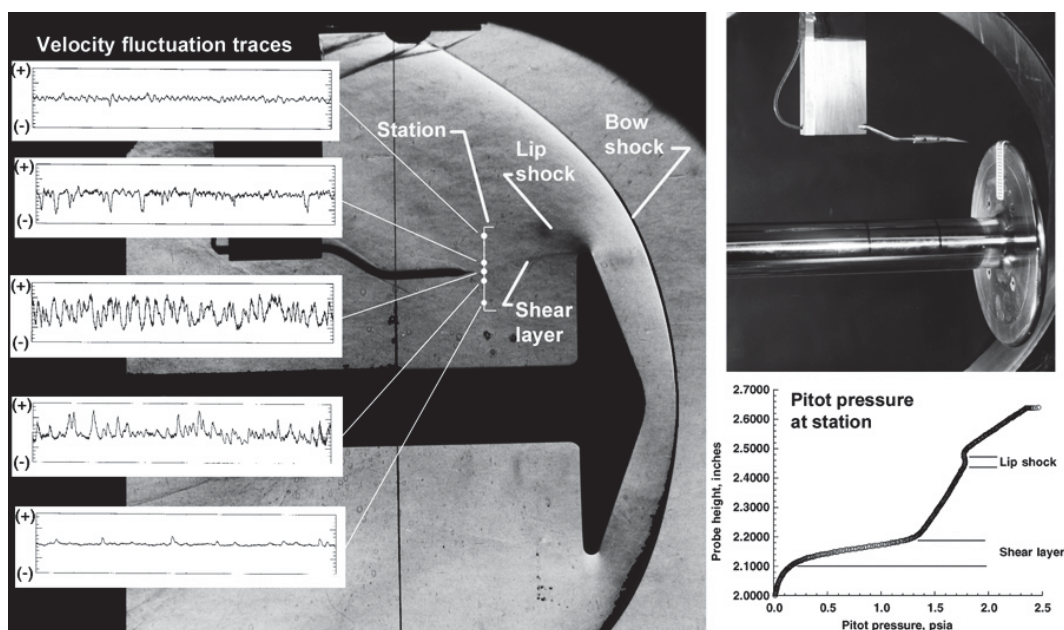 Velocity fluctuation traces
(+)
(-)
(+)
(-)
(+)
(-)
(+)
(-)
(+)
(-)
Station
Lip
shock
Bow
shock
Shear
layer
Pitot pressure
at station
2.7000
2.6000
2.5000
2.4000
2.3000
2.2000
2.1000
2.0000
Probe height, inches
Lip shock
Shear layer
0.0 0.5 1.0 1.5 2.0 2.5
Pitot pressure, psia